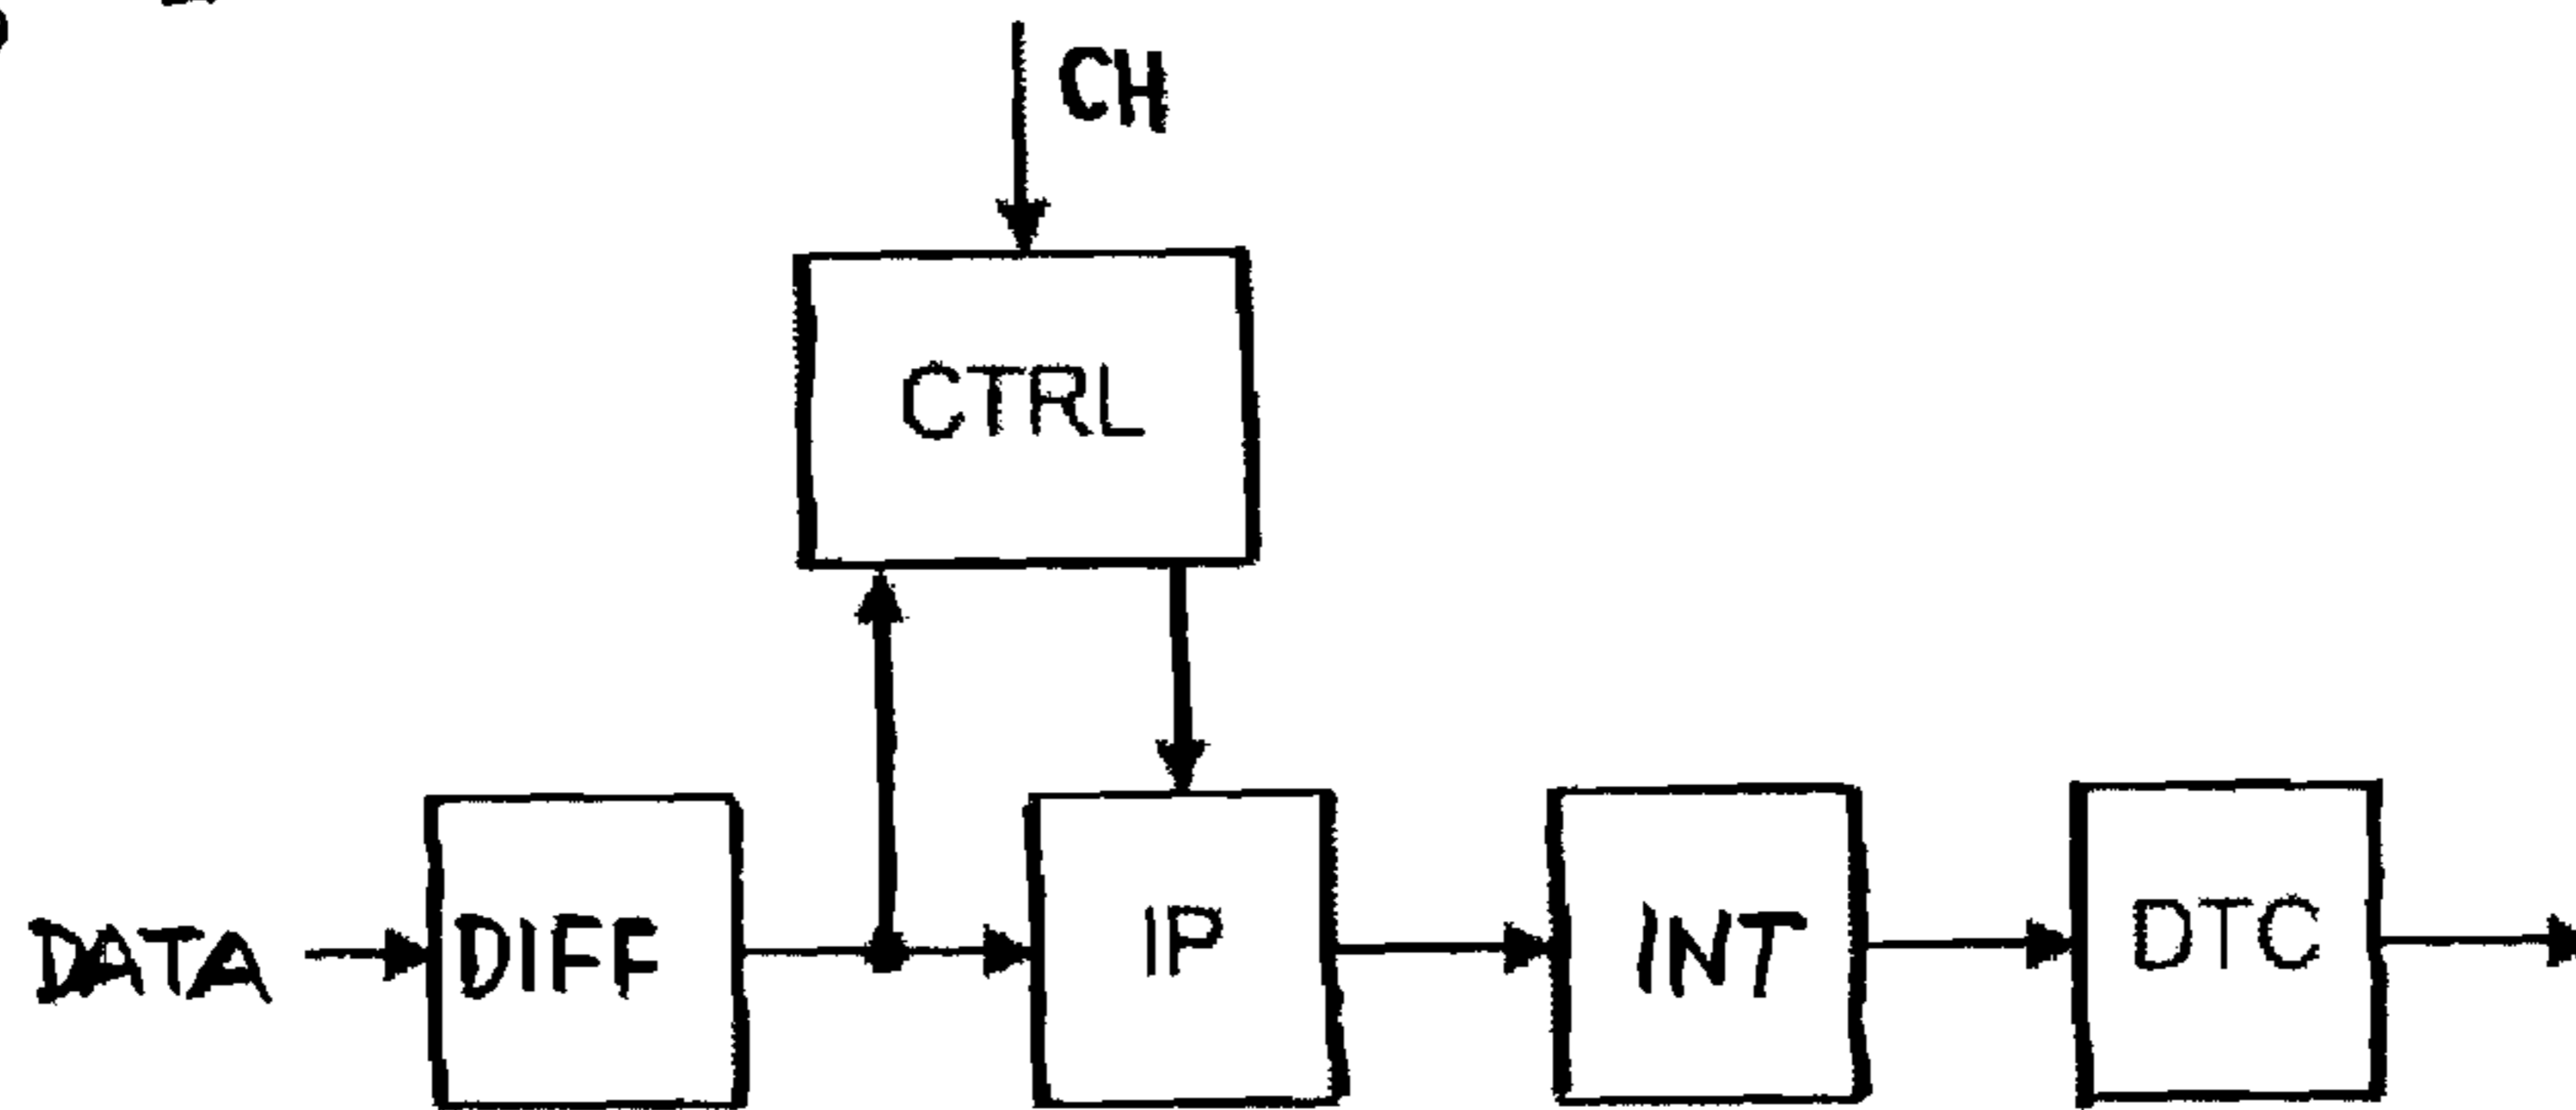 CH
CTRL
DATA DIFF IP INT DTC